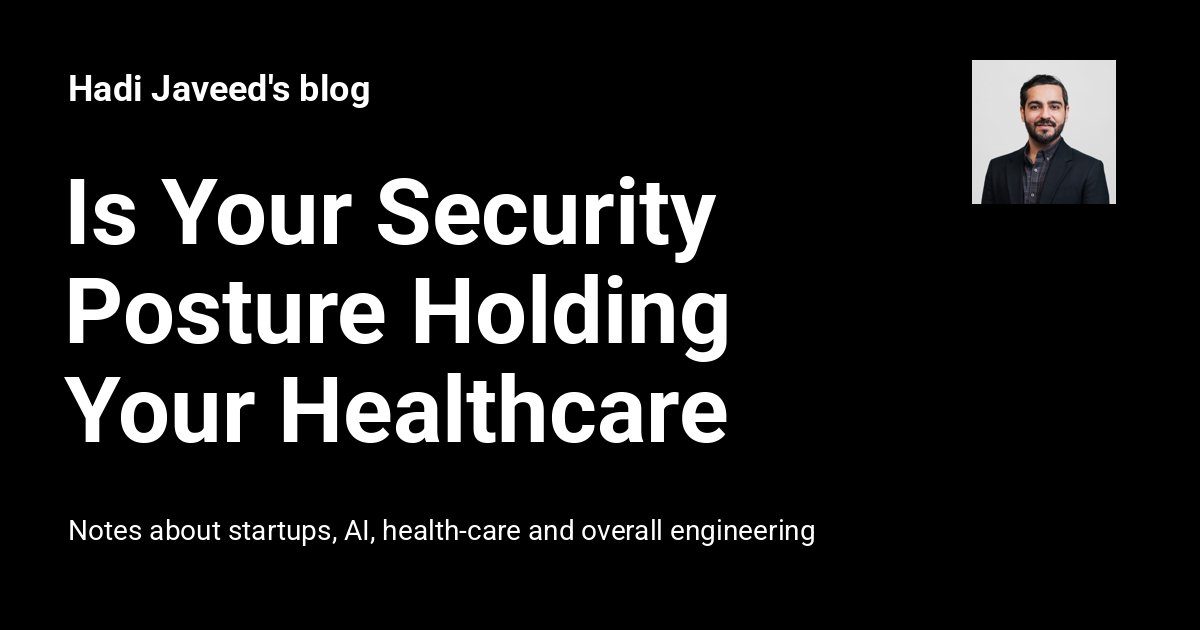 Hadi Javeed's blog
Is Your Security
Posture Holding
Your Healthcare
Notes about startups, AI, health-care and overall engineering